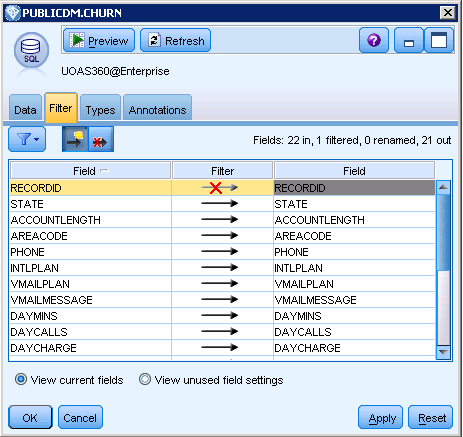 PUBLICDM.CHURN
SQL
Preview
Refresh
?
UOAS360@Enterprise
Data
Filter
Types
Annotations
Fields: 22 in, 1 filtered, 0 renamed, 21 out
Field Filter Field
RECORDID RECORDID
STATE STATE
ACCOUNTLENGTH ACCOUNTLENGTH
AREACODE AREACODE
PHONE PHONE
INTLPLAN INTLPLAN
VMAILPLAN VMAILPLAN
VMAILMESSAGE VMAILMESSAGE
DAYMINS DAYMINS
DAYCALLS DAYCALLS
DAYCHARGE DAYCHARGE
View current fields
View unused field settings
OK
Cancel
Apply
Reset